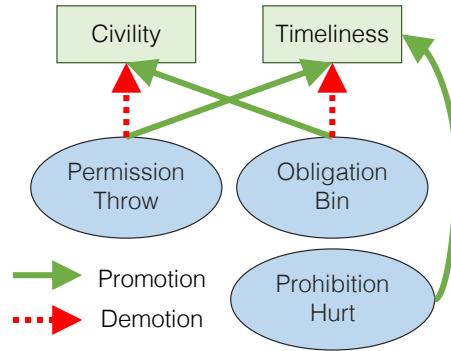 Civility
Timeliness
Permission
Throw
Obligation
Bin
Prohibition
Hurt
Promotion
Demotion